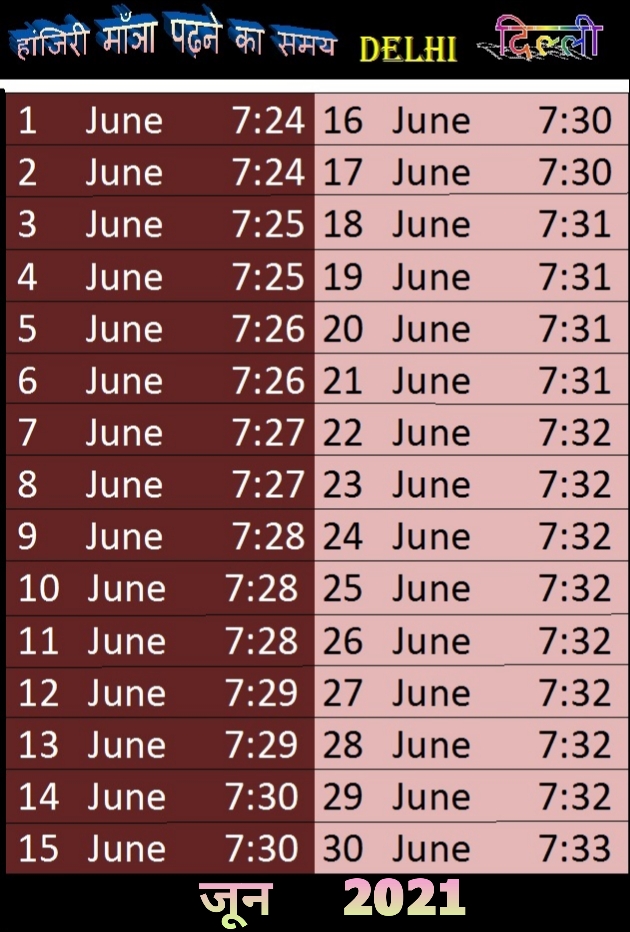 हांजिरी माँत्रा पढ़ने का समय DELHI दिल्ली
1 June 7:24 16 June 7:30
2 June 7:24 17 June 7:30
3 June 7:25 18 June 7:31
4 June 7:25 19 June 7:31
5 June 7:26 20 June 7:31
6 June 7:26 21 June 7:31
7 June 7:27 22 June 7:32
8 June 7:27 23 June 7:32
9 June 7:28 24 June 7:32
10 June 7:28 25 June 7:32
11 June 7:28 26 June 7:32
12 June 7:29 27 June 7:32
13 June 7:29 28 June 7:32
14 June 7:30 29 June 7:32
15 June 7:30 30 June 7:33
जून 2021